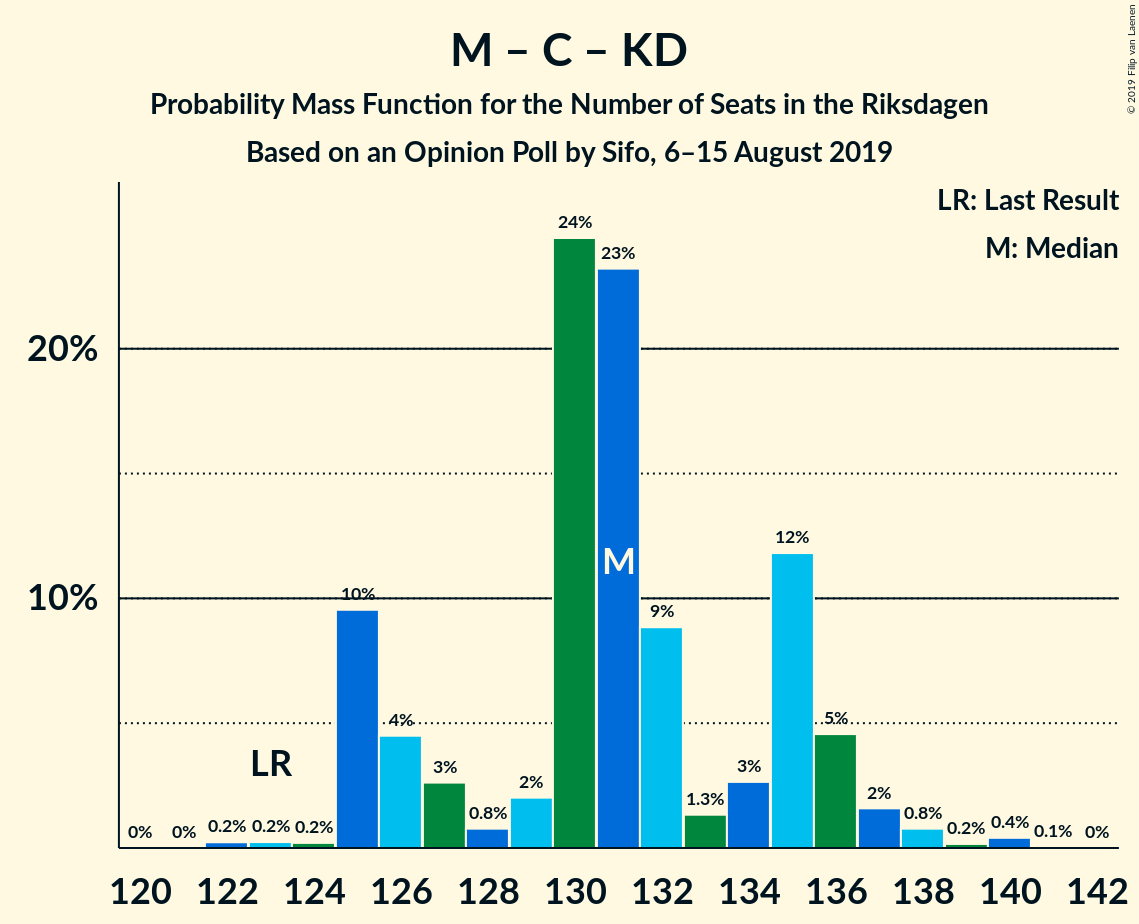 M – C – KD
Probability Mass Function for the Number of Seats in the Riksdagen
Based on an Opinion Poll by Sifo, 6–15 August 2019
© 2019 Filip van Laenen
LR: Last Result
M: Median
20%
10%
LR
M
0%
0%
0.2%
0.2%
0.2%
10%
4%
3%
0.8%
2%
24%
23%
9%
1.3%
3%
12%
5%
2%
0.8%
0.2%
0.4%
0.1%
0%
120 122 124 126 128 130 132 134 136 138 140 142